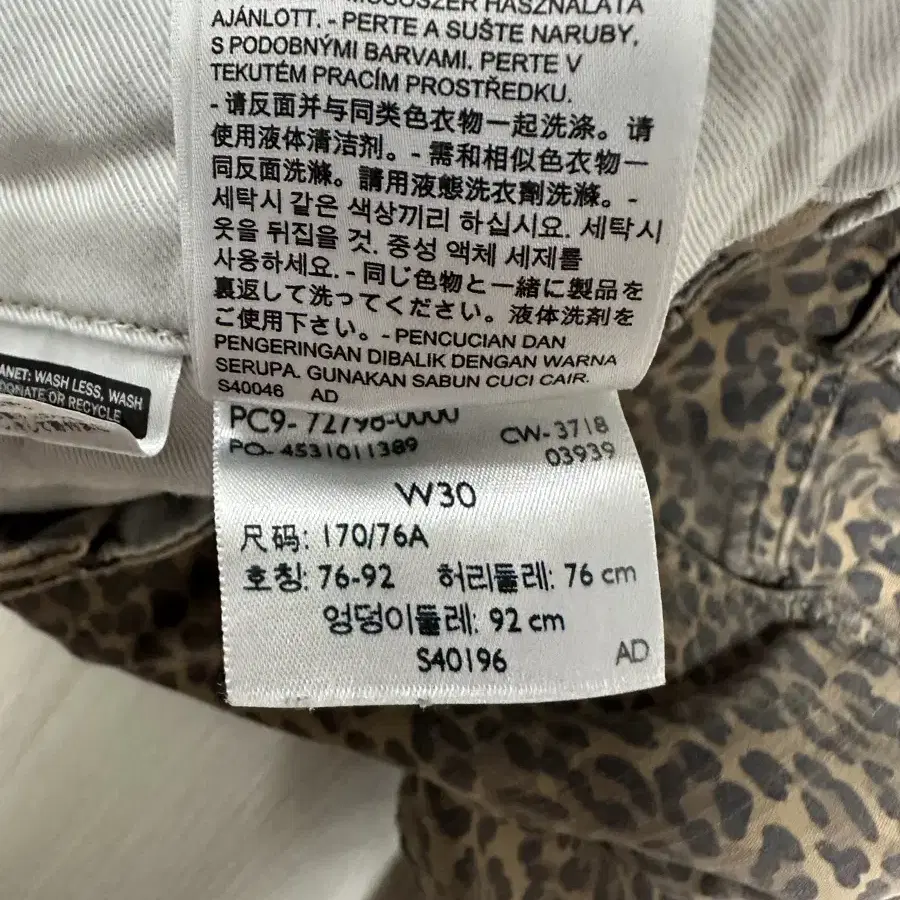 HASZNÁLATA
AJÁNLOTT. - PERTE A SUŠTE NARUBY,
S PODOBNÝMI BARVAMI. PERTE V
TEKUTÉM PRACÍM PROSTŘEDKU.
- 请反面并与同类色衣物一起洗涤。请
使用液体清洁剂。- 需和相似色衣物一
同反面洗滌。請用液態洗衣劑洗滌。-
세탁시 같은 색상끼리 하십시요. 세탁시
옷을 뒤집을 것. 중성 액체 세제를
사용하세요. - 同じ色物と一緒に製品を
裏返して洗ってください。液体洗剤を
ご使用下さい。- PENCUCIAN DAN
PENGERINGAN DIBALIK DENGAN WARNA
SERUPA. GUNAKAN SABUN CUCI CAIR.
S40046 AD
ANET: WASH LESS, WASH
DONATE OR RECYCLE
PC9- 72798-0000
CW-3718
PO- 4531011389
03939
W30
尺码: 170/76A
호칭: 76-92 허리둘레: 76 cm
엉덩이둘레: 92 cm
S40196
AD